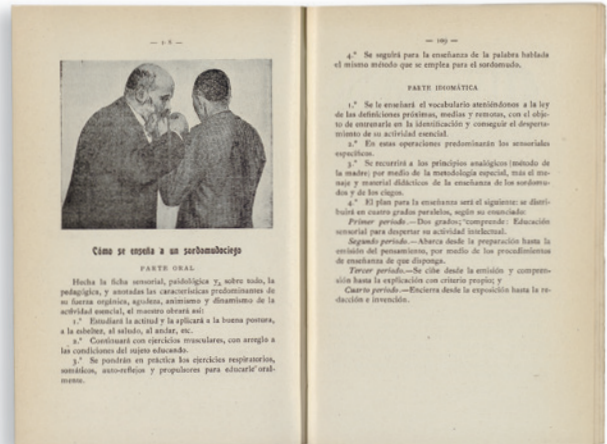 Cómo se enseña a un sordomudociego
PARTE ORAL
Hecha la ficha sensorial, paidológica y, sobre todo, la
pedagógica, y anotadas las características predominantes de
su fuerza orgánica, agudeza, animismo y dinamismo de la
actividad esencial, el maestro obrará así:
1.º Estudiará la actitud y la aplicará a la buena postura,
a la esbeltez, al saludo, al andar, etc.
2.º Continuará con ejercicios musculares, con arreglo a
las condiciones del sujeto educando.
3.º Se pondrán en práctica los ejercicios respiratorios,
somáticos, auto-reflejos y propulsores para educarle oral-
mente.
— 109 —
4.º Se seguirá para la enseñanza de la palabra hablada
el mismo método que se emplea para el sordomudo.
PARTE IDIOMÁTICA
1.º Se le enseñará el vocabulario ateniéndonos a la ley
de las definiciones próximas, medias y remotas, con el obje-
to de entrenarle en la identificación y conseguir el desperta-
miento de su actividad esencial.
2.º En estas operaciones predominarán los sensoriales
específicos.
3.º Se recurrirá a los principios analógicos (método de
la madre) por medio de la metodología especial, más el me-
naje y material didácticos de la enseñanza de los sordomu-
dos y de los ciegos.
4.º El plan para la enseñanza será el siguiente: se distri-
buirá en cuatro grados paralelos, según su enunciado:
Primer período.—Dos grados; comprende: Educación
sensorial para despertar su actividad intelectual.
Segundo período.—Abarca desde la preparación hasta la
emisión del pensamiento, por medio de los procedimientos
de enseñanza de que disponga.
Tercer período.—Se ciñe desde la emisión y compren-
sión hasta la explicación con criterio propio; y
Cuarto período.—Encierra desde la exposición hasta la re-
dacción e invención.